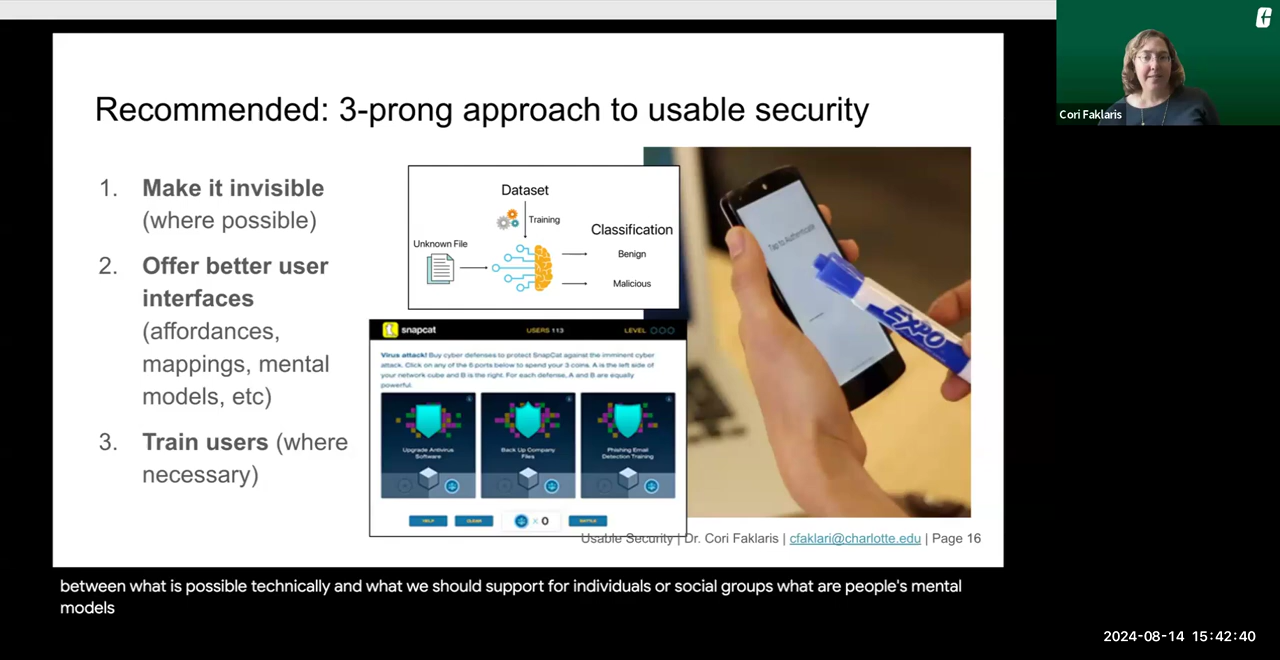 Cori Faklaris
Recommended: 3-prong approach to usable security
1. Make it invisible
(where possible)
2. Offer better user
interfaces
(affordances,
mappings, mental
models, etc)
3. Train users (where
necessary)
Dataset
Training
Classification
Unknown File
Benign
Malicious
snapcat
USERS 113
LEVEL
Virus attack! Buy cyber defenses to protect SnapCat against the imminent cyber
attack. Click on any of the 6 ports below to spend your 3 coins. A is the left side of
your network cube and B is the right. For each defense, A and B are equally
powerful.
Upgrade Antivirus
Software
Back Up Company
Files
Phishing Email
Detection Training
HELP
CLEAR
x 0
BATTLE
Tap to Authenticate
EXPO
Usable Security | Dr. Cori Faklaris | cfaklari@charlotte.edu | Page 16
between what is possible technically and what we should support for individuals or social groups what are people's mental
models
2024-08-14 15:42:40